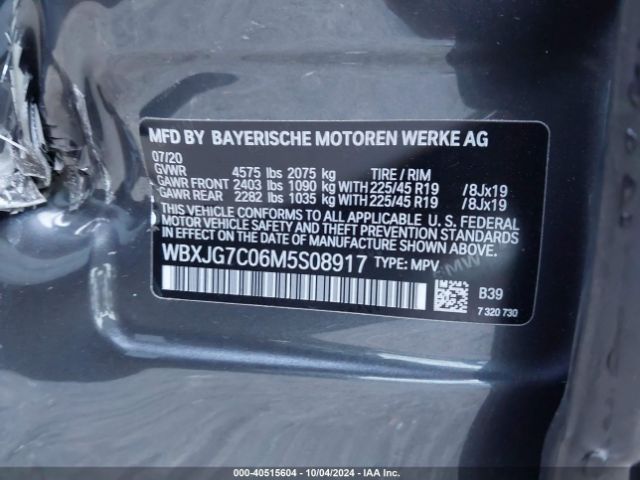 MFD BY BAYERISCHE MOTOREN WERKE AG
07/20
GVWR 4575 lbs 2075 kg TIRE / RIM
GAWR FRONT 2403 lbs 1090 kg WITH 225/45 R19 /8Jx19
GAWR REAR 2282 lbs 1035 kg WITH 225/45 R19 /8Jx19
THIS VEHICLE CONFORMS TO ALL APPLICABLE U. S. FEDERAL
MOTOR VEHICLE SAFETY AND THEFT PREVENTION STANDARDS
IN EFFECT ON THE DATE OF MANUFACTURE SHOWN ABOVE.
WBXJG7C06M5S08917 TYPE: MPV
BMW
B39
7 320 730
000-40515604 | 10/04/2024 | IAAI.COM